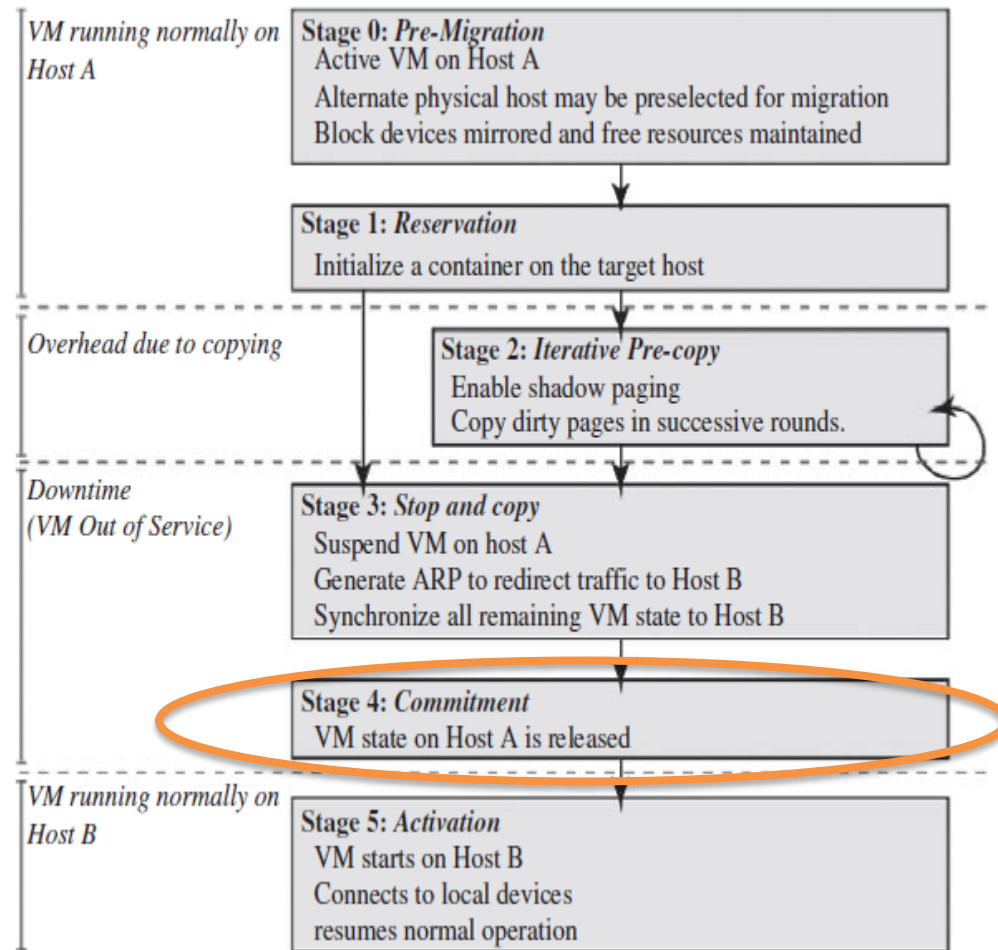 VM running normally on
Host A
Stage 0: Pre-Migration
Active VM on Host A
Alternate physical host may be preselected for migration
Block devices mirrored and free resources maintained
Stage 1: Reservation
Initialize a container on the target host
Overhead due to copying
Stage 2: Iterative Pre-copy
Enable shadow paging
Copy dirty pages in successive rounds.
Downtime
(VM Out of Service)
Stage 3: Stop and copy
Suspend VM on host A
Generate ARP to redirect traffic to Host B
Synchronize all remaining VM state to Host B
Stage 4: Commitment
VM state on Host A is released
VM running normally on
Host B
Stage 5: Activation
VM starts on Host B
Connects to local devices
resumes normal operation